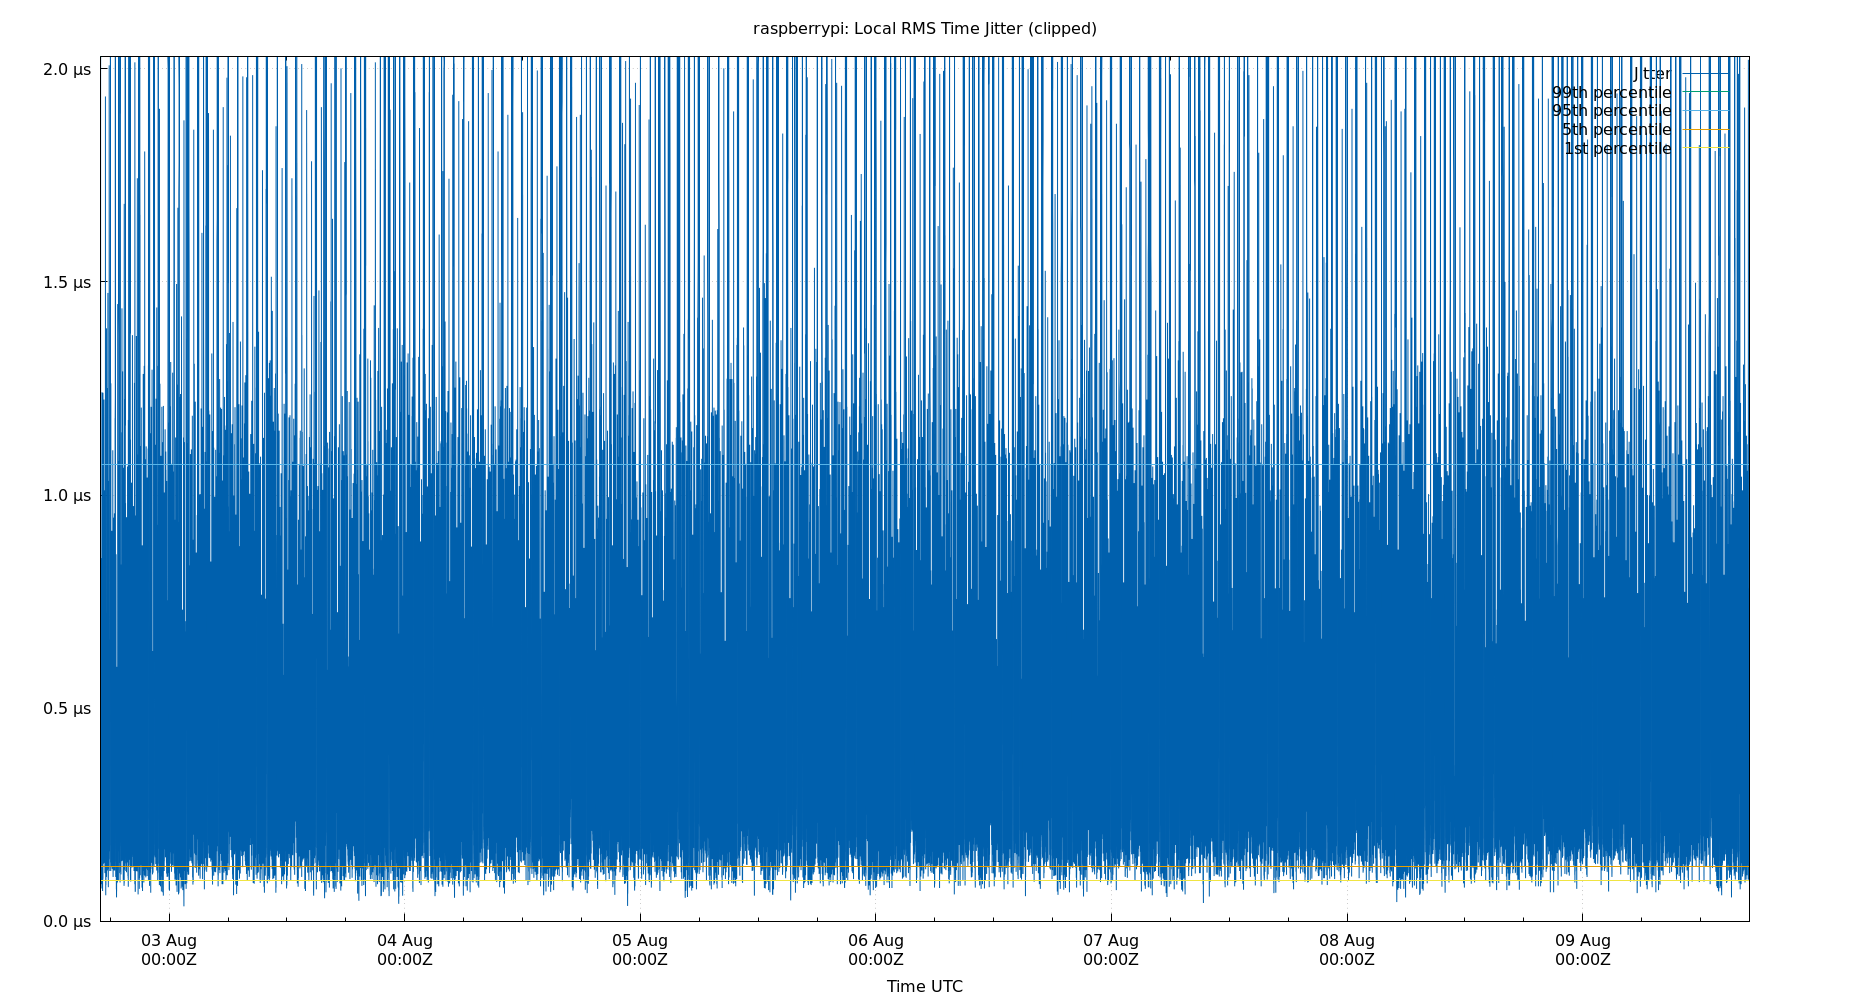 raspberrypi: Local RMS Time Jitter (clipped)
2.0 µs
1.5 µs
1.0 µs
0.5 µs
0.0 µs
Jitter
99th percentile
95th percentile
5th percentile
1st percentile
03 Aug 04 Aug 05 Aug 06 Aug 07 Aug 08 Aug 09 Aug
00:00Z 00:00Z 00:00Z 00:00Z 00:00Z 00:00Z 00:00Z
Time UTC